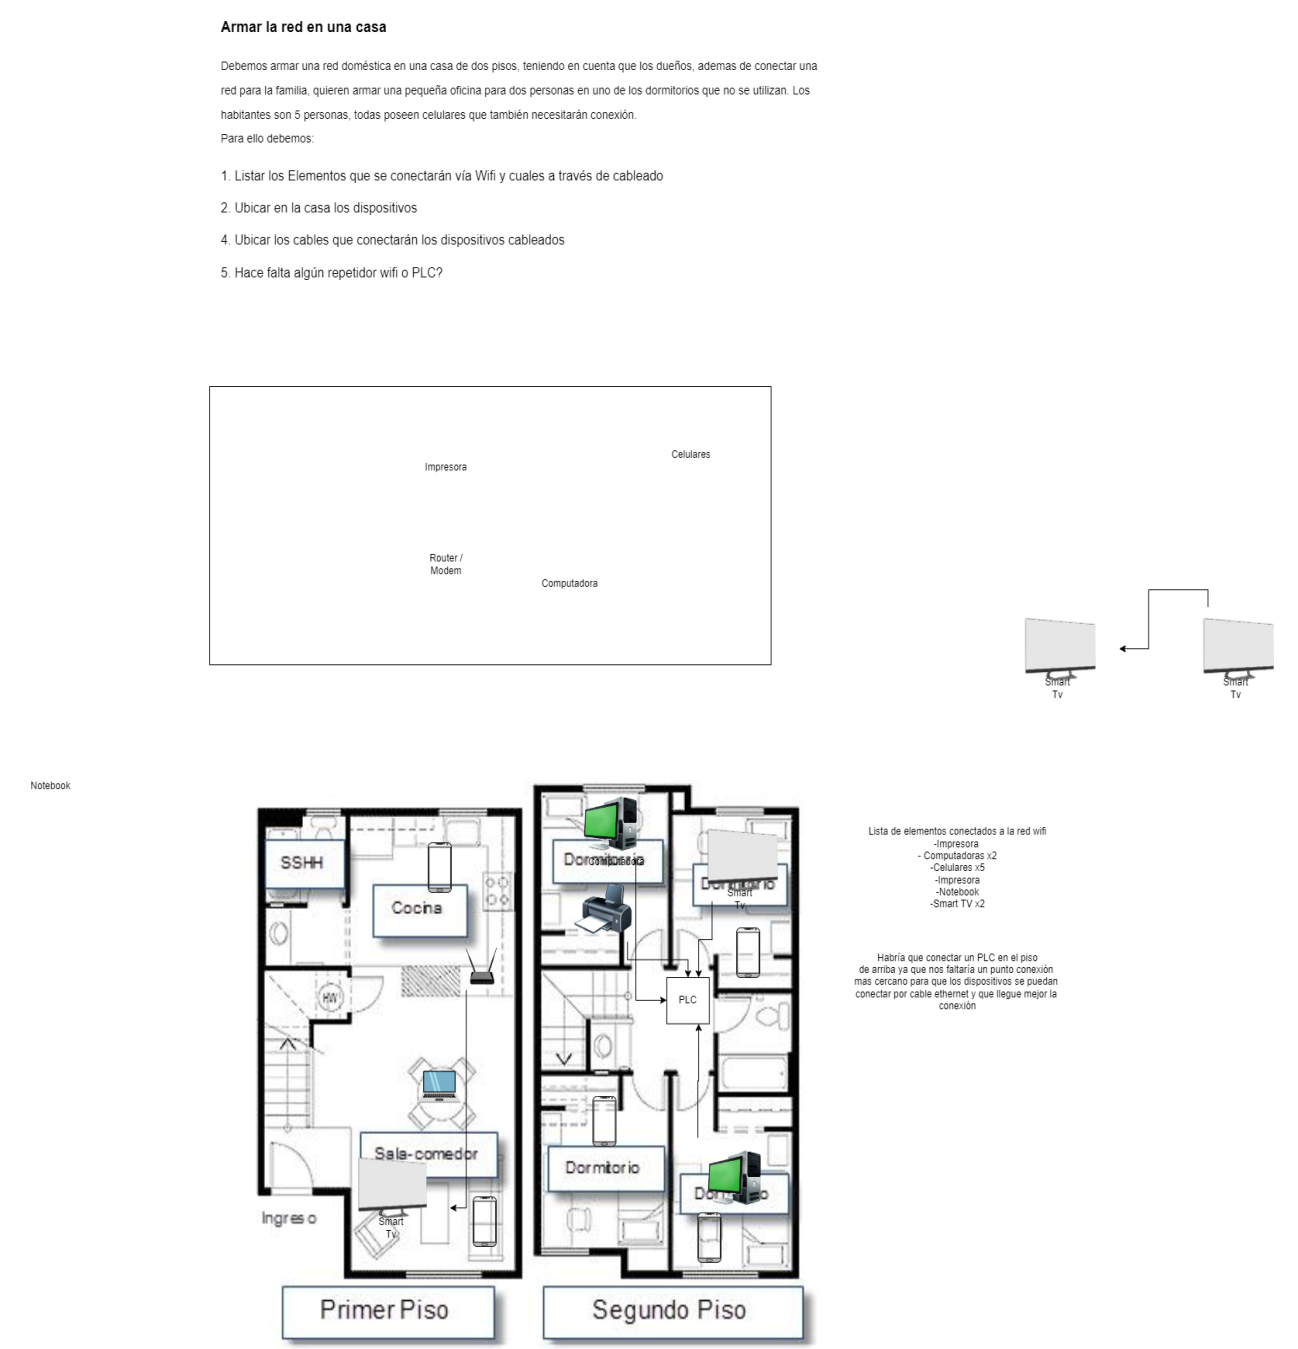 Armar la red en una casa
Debemos armar una red doméstica en una casa de dos pisos, teniendo en cuenta que los dueños, ademas de conectar una
red para la familia, quieren armar una pequeña oficina para dos personas en uno de los dormitorios que no se utilizan. Los
habitantes son 5 personas, todas poseen celulares que también necesitarán conexión.
Para ello debemos:
1. Listar los Elementos que se conectarán vía Wifi y cuales a través de cableado
2. Ubicar en la casa los dispositivos
4. Ubicar los cables que conectarán los dispositivos cableados
5. Hace falta algún repetidor wifi o PLC?
Celulares
Impresora
Router /
Modem
Computadora
Smart
Tv
Smart
Tv
Notebook
SSHH
Cocina
HW
Sala-comedor
Smart
Tv
Ingreso
Primer Piso
Dormitorio
Computadora
Dormitorio
Smart
Tv
PLC
Dormitorio
Dormitorio
Segundo Piso
Lista de elementos conectados a la red wifi
-Impresora
- Computadoras x2
-Celulares x5
-Impresora
-Notebook
-Smart TV x2
Habría que conectar un PLC en el piso
de arriba ya que nos faltaría un punto conexión
mas cercano para que los dispositivos se puedan
conectar por cable ethernet y que llegue mejor la
conexión